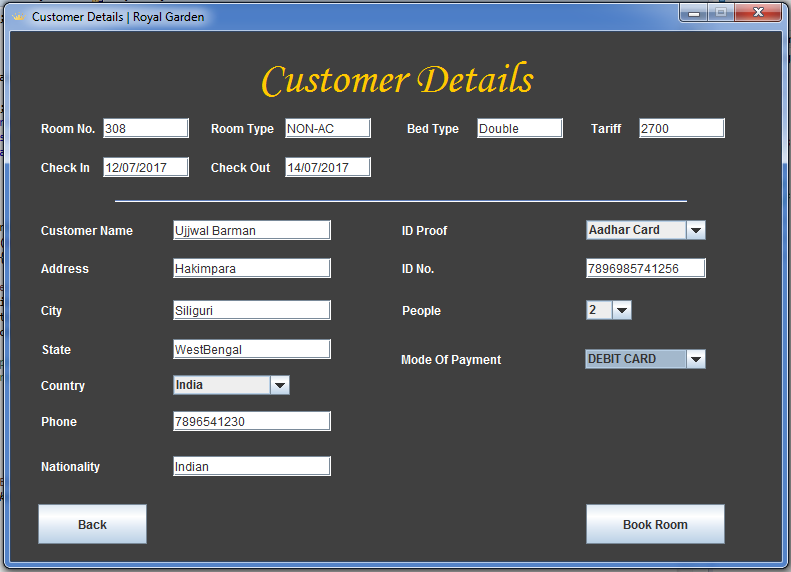 Customer Details | Royal Garden
Customer Details
Room No. 308 Room Type NON-AC Bed Type Double Tariff 2700
Check In 12/07/2017 Check Out 14/07/2017
Customer Name Ujjwal Barman ID Proof Aadhar Card
Address Hakimpara ID No. 7896985741256
City Siliguri People 2
State WestBengal
Mode Of Payment DEBIT CARD
Country India
Phone 7896541230
Nationality Indian
Back Book Room